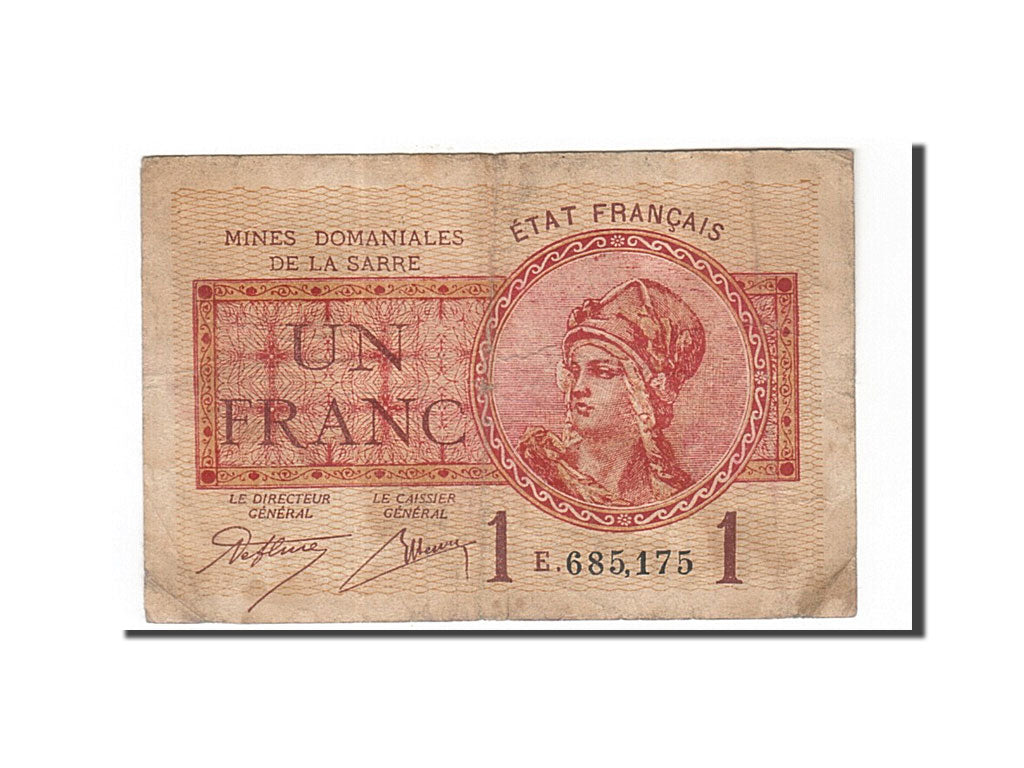 MINES DOMANIALES
DE LA SARRE
ÉTAT FRANÇAIS
UN
FRANC
LE DIRECTEUR
GÉNÉRAL
LE CAISSIER
GÉNÉRAL
1 E.685,175 1